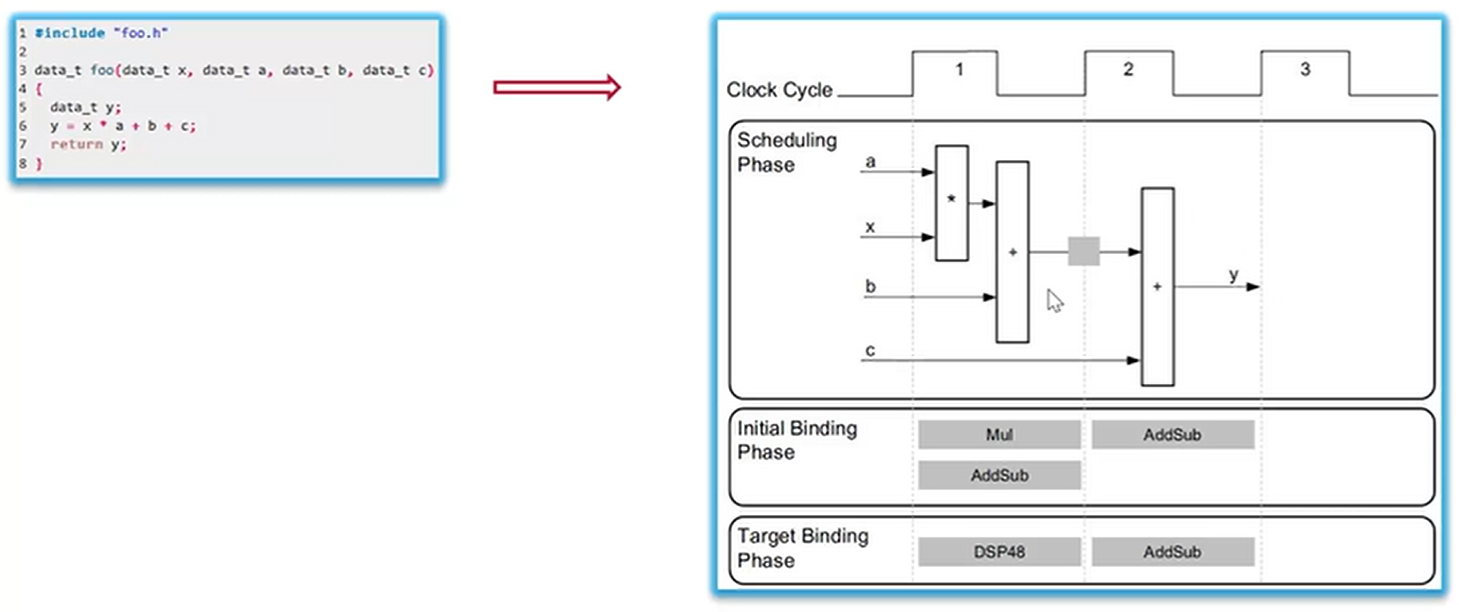 1 #include "foo.h"
2
3 data_t foo(data_t x, data_t a, data_t b, data_t c)
4 {
5   data_t y;
6   y = x * a + b + c;
7   return y;
8 }
Clock Cycle
1
2
3
Scheduling
Phase
a
*
x
+
b
c
+
y
Initial Binding
Phase
Mul
AddSub
AddSub
Target Binding
Phase
DSP48
AddSub